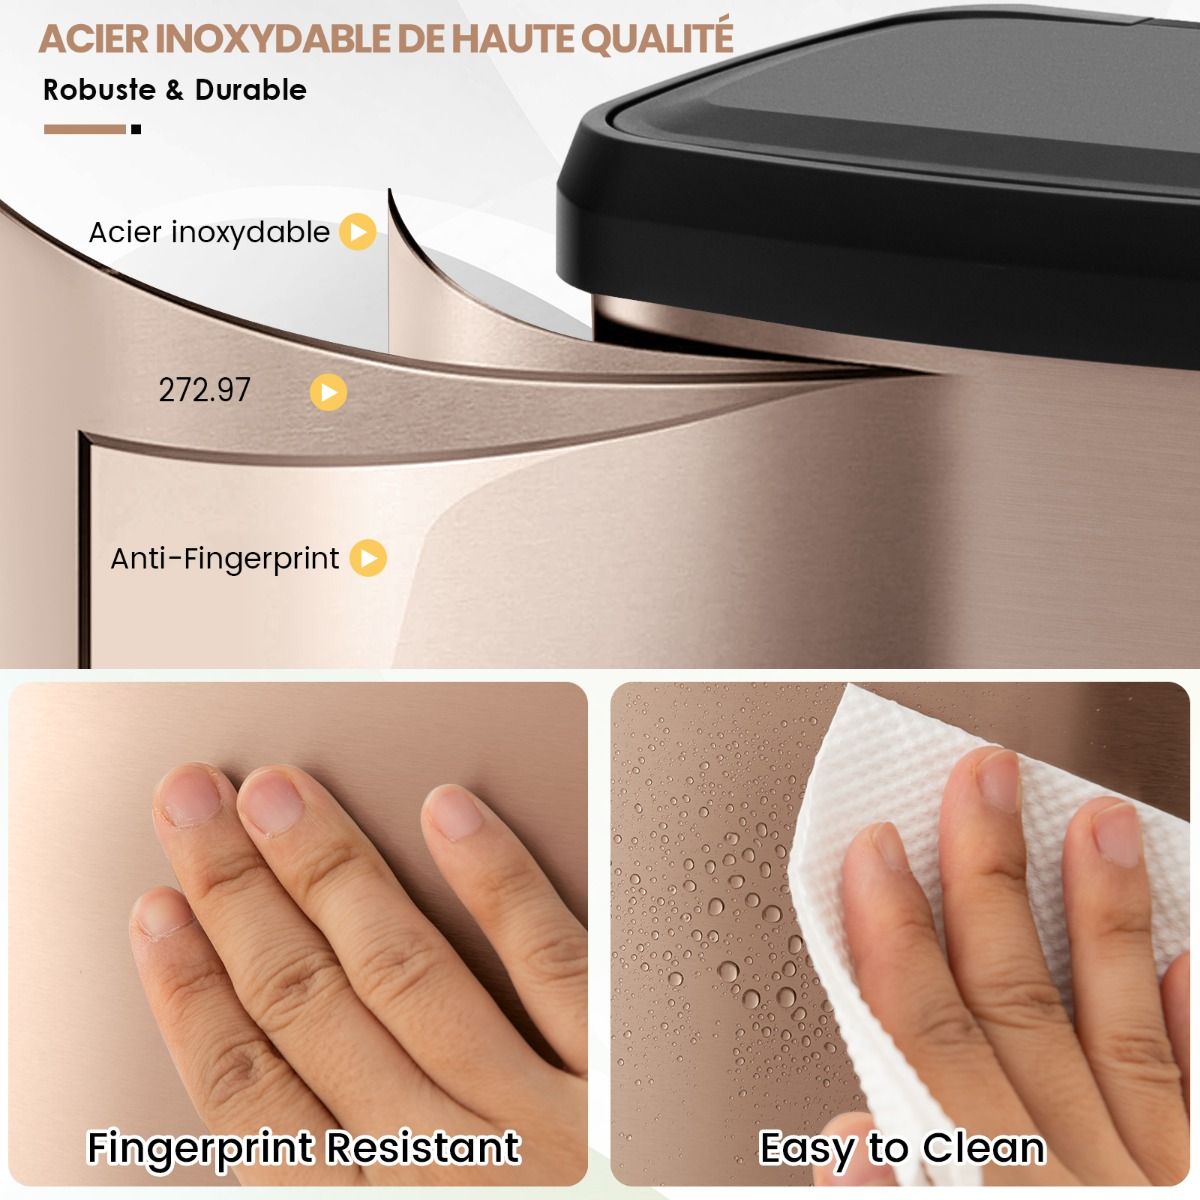 ACIER INOXYDABLE DE HAUTE QUALITÉ
Robuste & Durable
Acier inoxydable
272.97
Anti-Fingerprint
Fingerprint Resistant
Easy to Clean